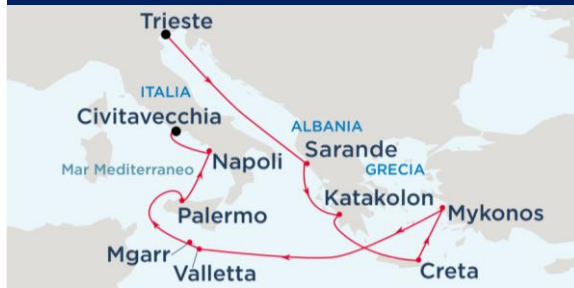 Trieste
ITALIA
Civitavecchia
ALBANIA
Sarande
Napoli
GRECIA
Mar Mediterraneo
Katakolon
Palermo
Mykonos
Mgarr
Valletta
Creta